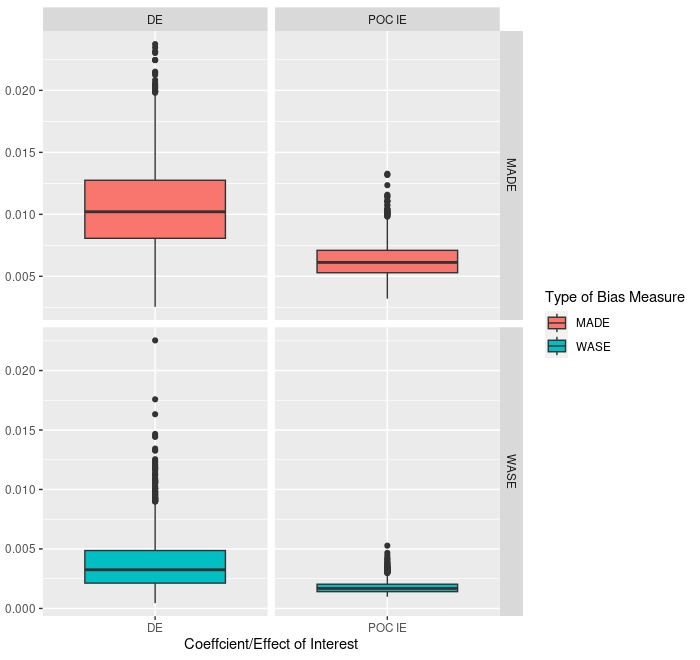 DE
POC IE
0.020
0.015
0.010
0.005
MADE
0.020
0.015
0.010
0.005
0.000
WASE
DE
POC IE
Coeffcient/Effect of Interest
Type of Bias Measure
MADE
WASE